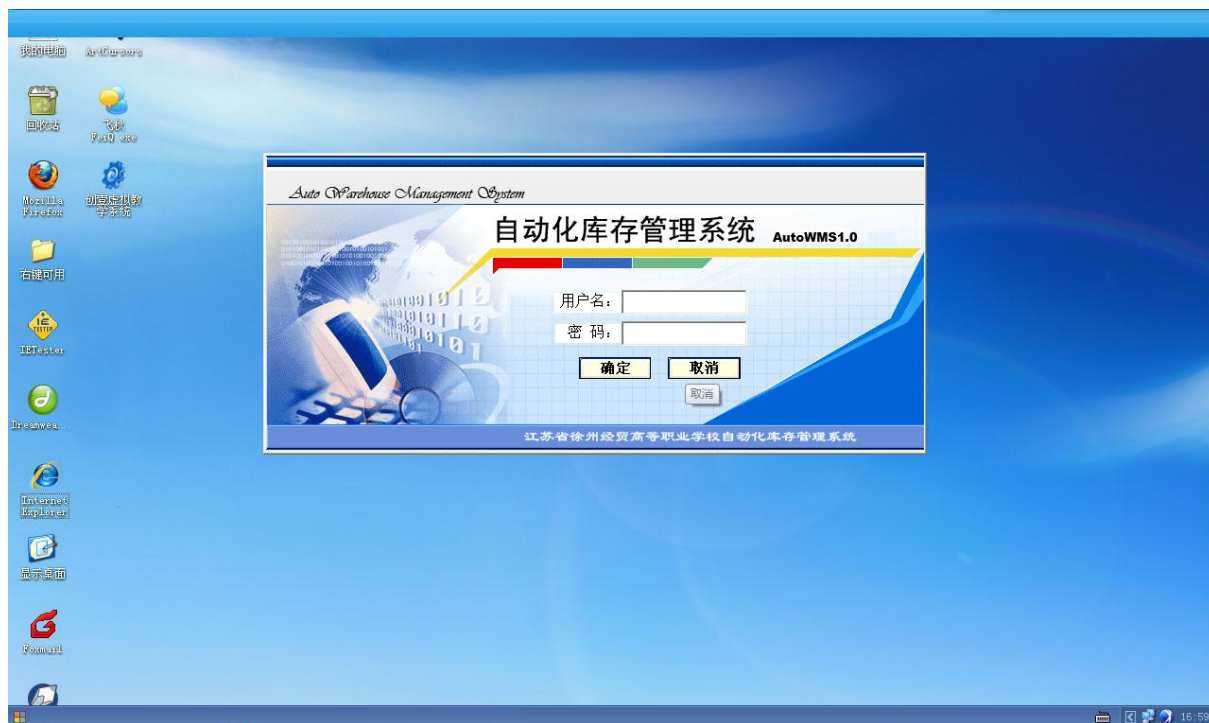 我的电脑
ArtCursors
回收站
飞秋
FeiQ.exe
Mozilla
Firefox
创壹虚拟教
学系统
右键可用
IETester
Dreamwea...
Internet
Explorer
显示桌面
Foxmail
Auto Warehouse Management System
自动化库存管理系统 AutoWMS1.0
用户名：
密 码：
确定 取消
取消
江苏省徐州经贸高等职业学校自动化库存管理系统
16:59